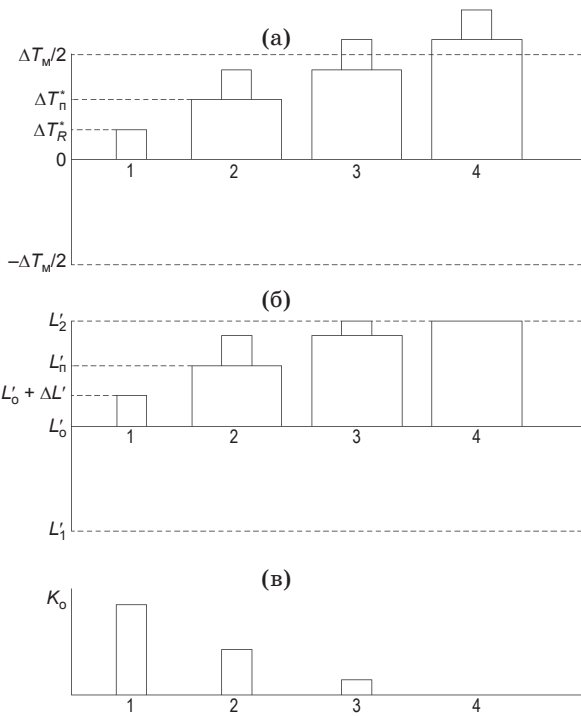 (а)
ΔTм/2
ΔT*п
ΔT*R
0
1 2 3 4
–ΔTм/2
(б)
L′2
L′п
L′о + ΔL′
L′о
1 2 3 4
L′1
(в)
Kо
1 2 3 4